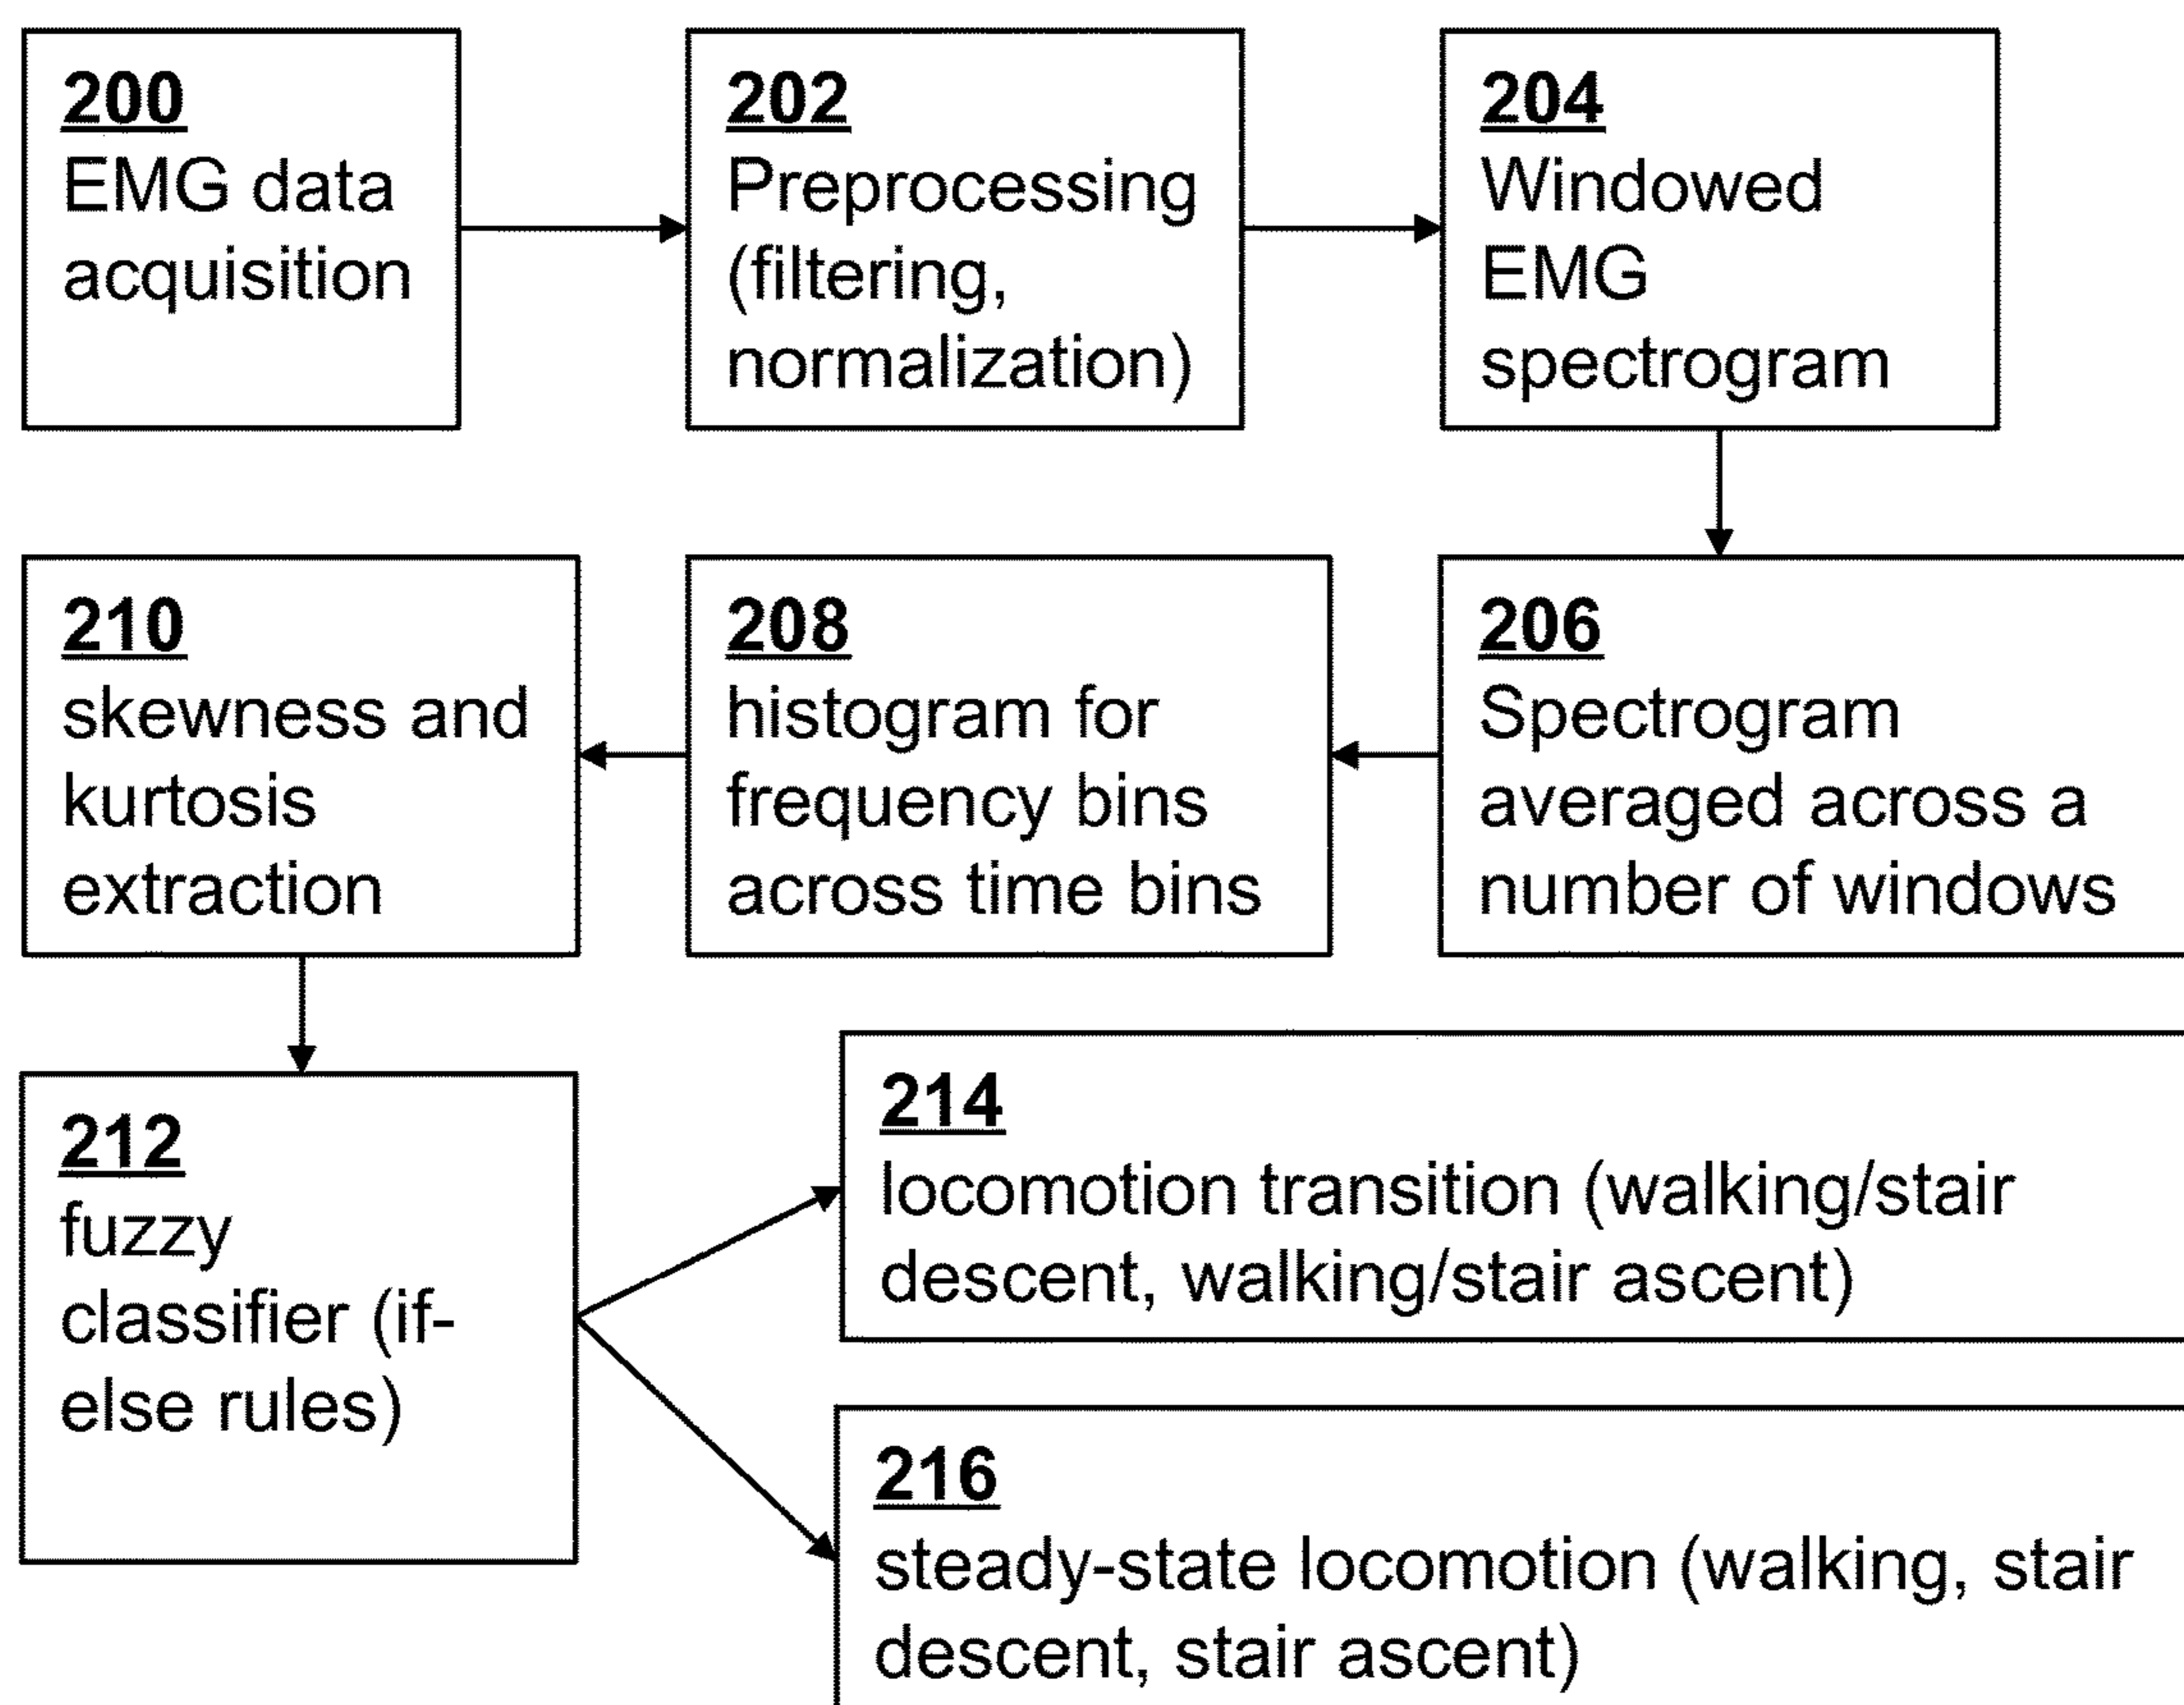 200
EMG data
acquisition
202
Preprocessing
(filtering,
normalization)
204
Windowed
EMG
spectrogram
210
skewness and
kurtosis
extraction
208
histogram for
frequency bins
across time bins
206
Spectrogram
averaged across a
number of windows
212
fuzzy
classifier (if-
else rules)
214
locomotion transition (walking/stair
descent, walking/stair ascent)
216
steady-state locomotion (walking, stair
descent, stair ascent)